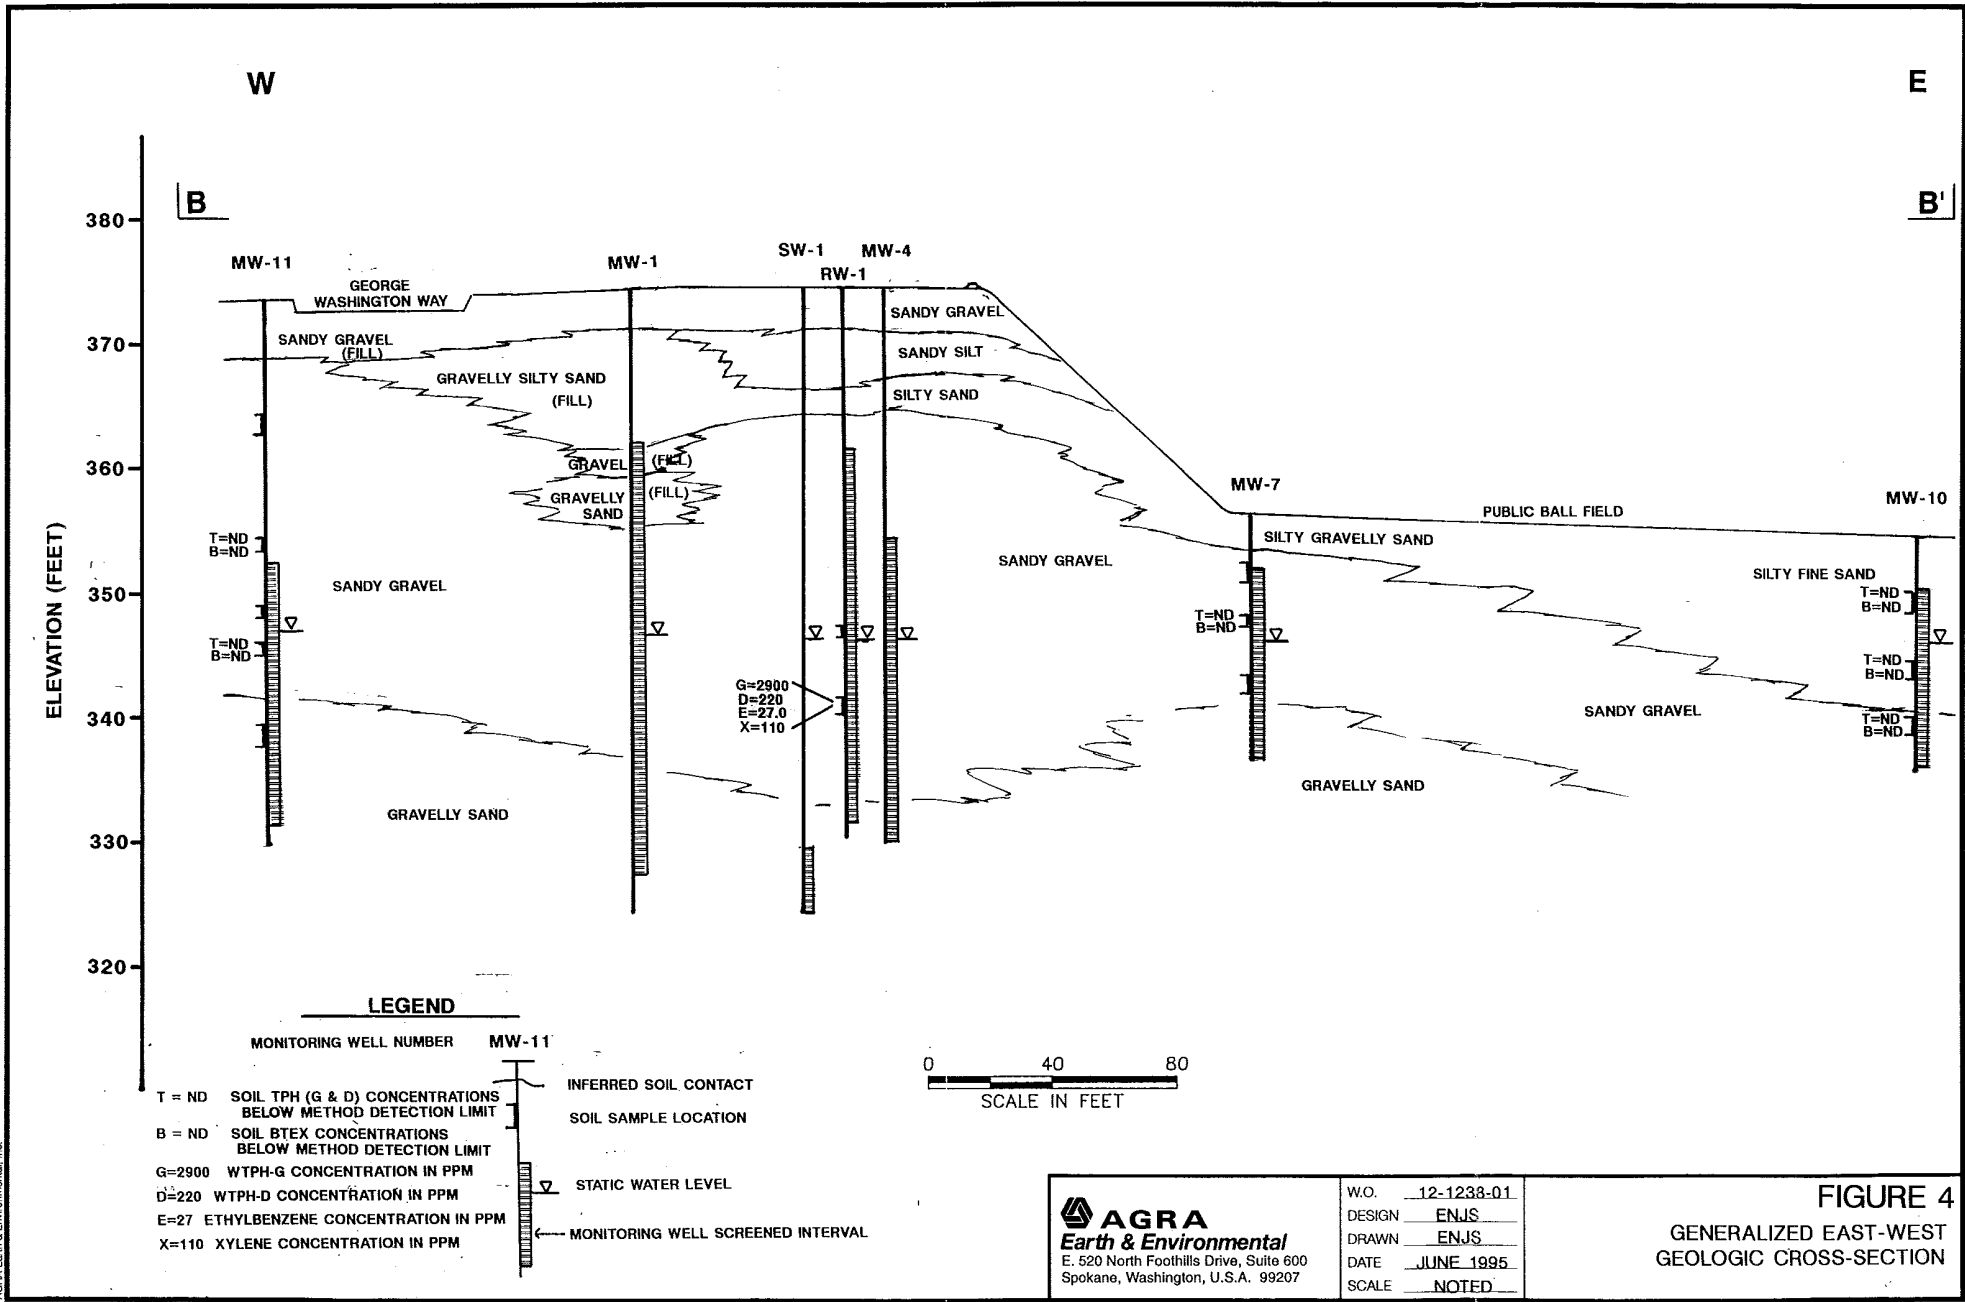 W
E
B
B'
380
370
360
350
340
330
320
ELEVATION (FEET)
MW-11
MW-1
SW-1
RW-1
MW-4
MW-7
MW-10
GEORGE
WASHINGTON WAY
SANDY GRAVEL
(FILL)
GRAVELLY SILTY SAND
(FILL)
SANDY GRAVEL
SANDY SILT
SILTY SAND
GRAVEL
(FILL)
GRAVELLY
SAND
(FILL)
PUBLIC BALL FIELD
SILTY GRAVELLY SAND
SILTY FINE SAND
SANDY GRAVEL
SANDY GRAVEL
SANDY GRAVEL
GRAVELLY SAND
GRAVELLY SAND
T=ND
B=ND
T=ND
B=ND
G=2900
D=220
E=27.0
X=110
T=ND
B=ND
T=ND
B=ND
T=ND
B=ND
T=ND
B=ND
LEGEND
MONITORING WELL NUMBER
MW-11
T = ND SOIL TPH (G & D) CONCENTRATIONS
BELOW METHOD DETECTION LIMIT
B = ND SOIL BTEX CONCENTRATIONS
BELOW METHOD DETECTION LIMIT
G=2900 WTPH-G CONCENTRATION IN PPM
D=220 WTPH-D CONCENTRATION IN PPM
E=27 ETHYLBENZENE CONCENTRATION IN PPM
X=110 XYLENE CONCENTRATION IN PPM
INFERRED SOIL CONTACT
SOIL SAMPLE LOCATION
STATIC WATER LEVEL
MONITORING WELL SCREENED INTERVAL
0 40 80
SCALE IN FEET
AGRA
Earth & Environmental
E. 520 North Foothills Drive, Suite 600
Spokane, Washington, U.S.A. 99207
W.O. 12-1238-01
DESIGN ENJS
DRAWN ENJS
DATE JUNE 1995
SCALE NOTED
FIGURE 4
GENERALIZED EAST-WEST
GEOLOGIC CROSS-SECTION